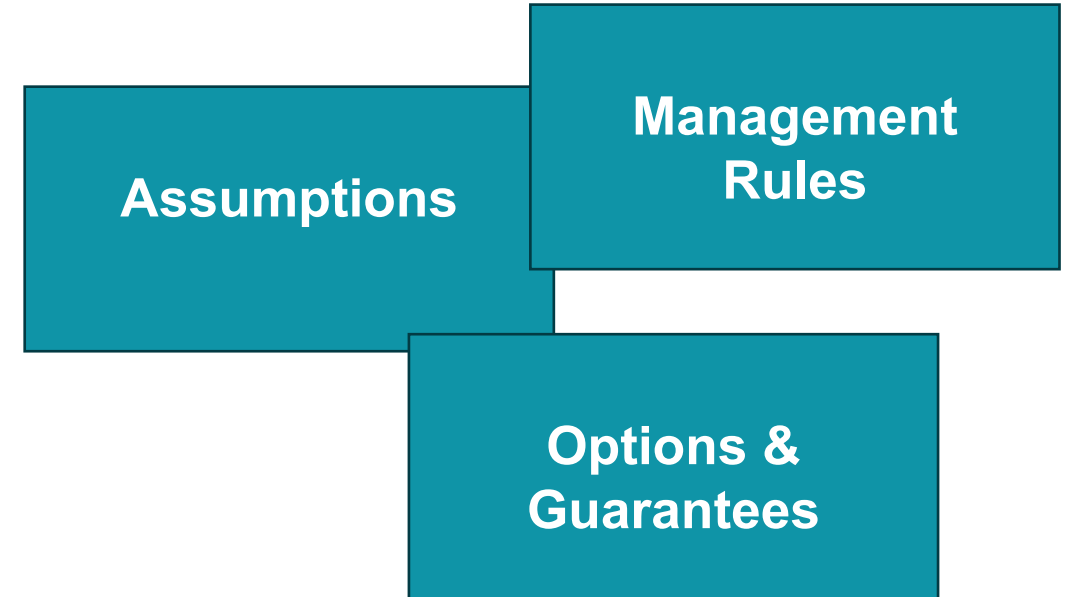 Assumptions
Management
Rules
Options &
Guarantees